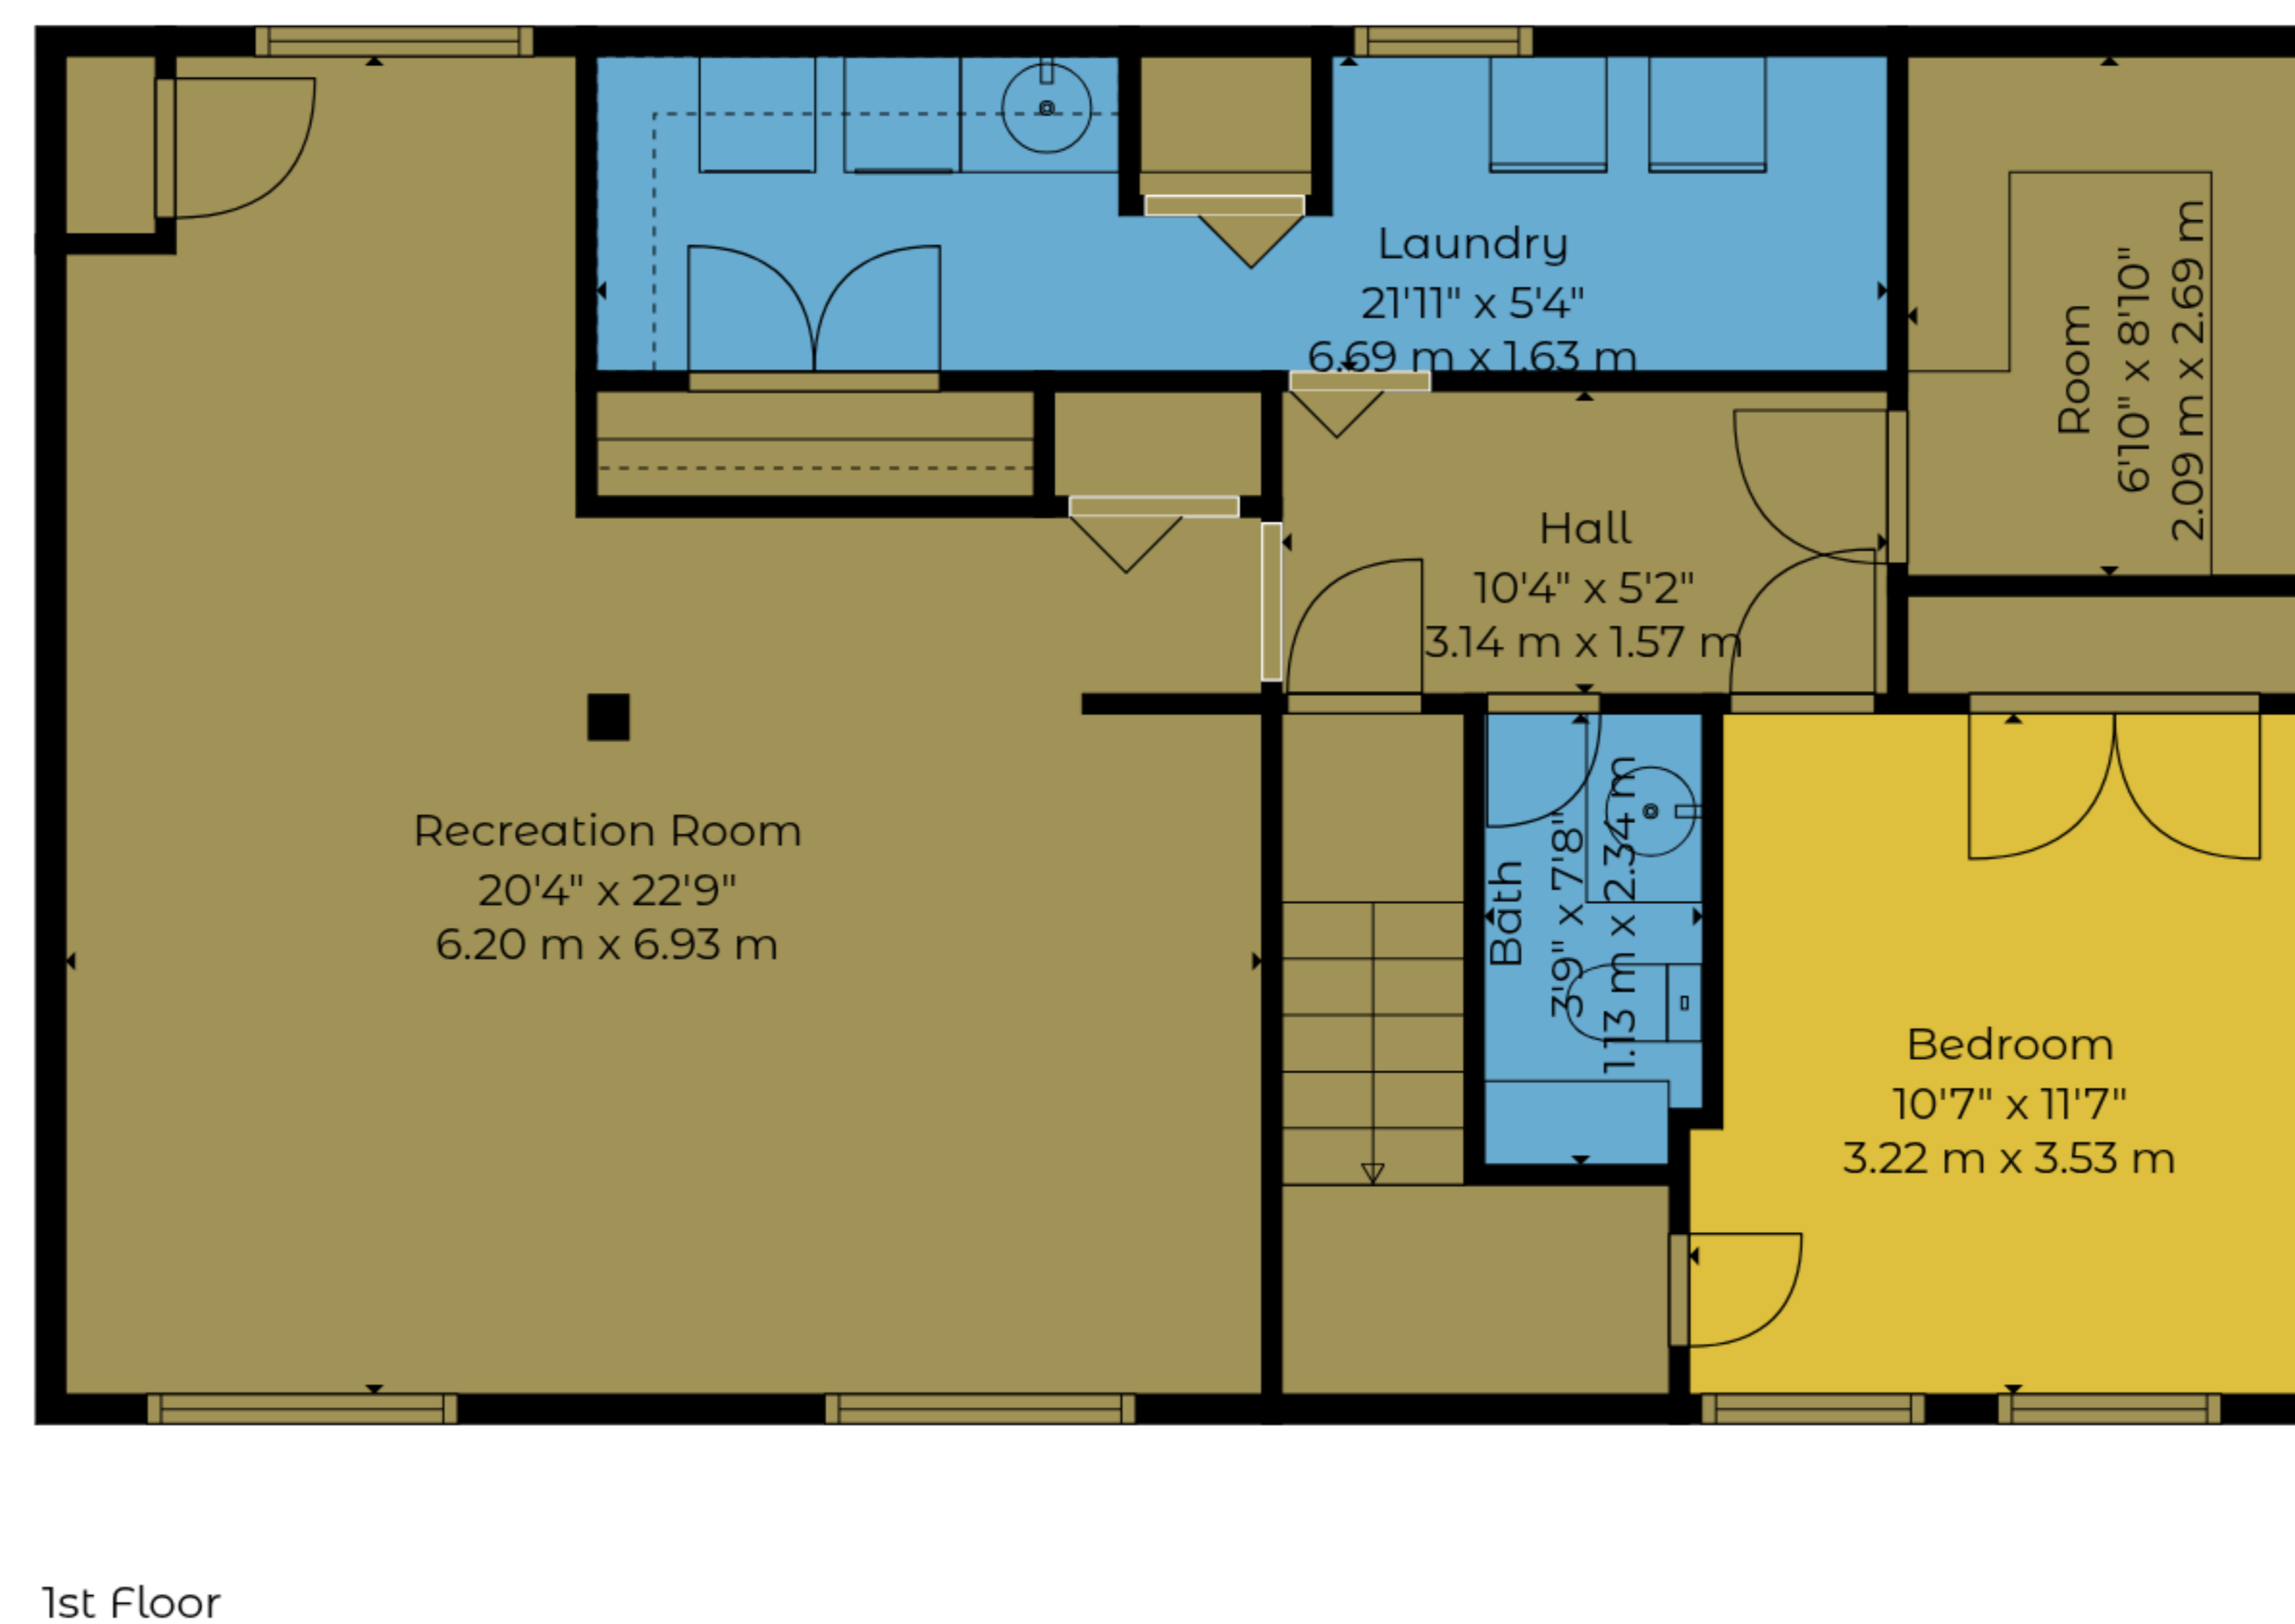 Laundry
21'11" x 5'4"
6.69 m x 1.63 m
Room
6'10" x 8'10"
2.09 m x 2.69 m
Hall
10'4" x 5'2"
3.14 m x 1.57 m
Recreation Room
20'4" x 22'9"
6.20 m x 6.93 m
Bath
3'9" x 7'8"
1.13 m x 2.34 m
Bedroom
10'7" x 11'7"
3.22 m x 3.53 m
1st Floor